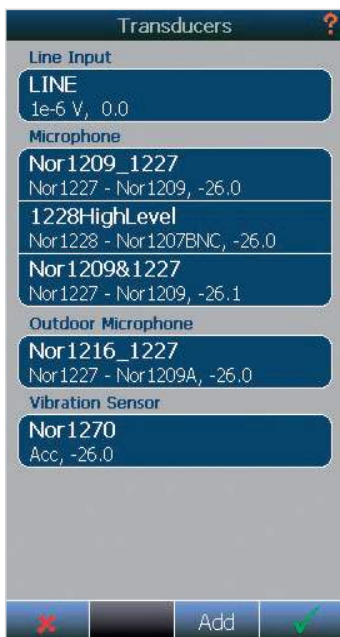 Transducers ?
Line Input
LINE
1e-6 V, 0.0
Microphone
Nor1209_1227
Nor1227 - Nor1209, -26.0
1228HighLevel
Nor1228 - Nor1207BNC, -26.0
Nor1209&1227
Nor1227 - Nor1209, -26.1
Outdoor Microphone
Nor1216_1227
Nor1227 - Nor1209A, -26.0
Vibration Sensor
Nor1270
Acc, -26.0
Add